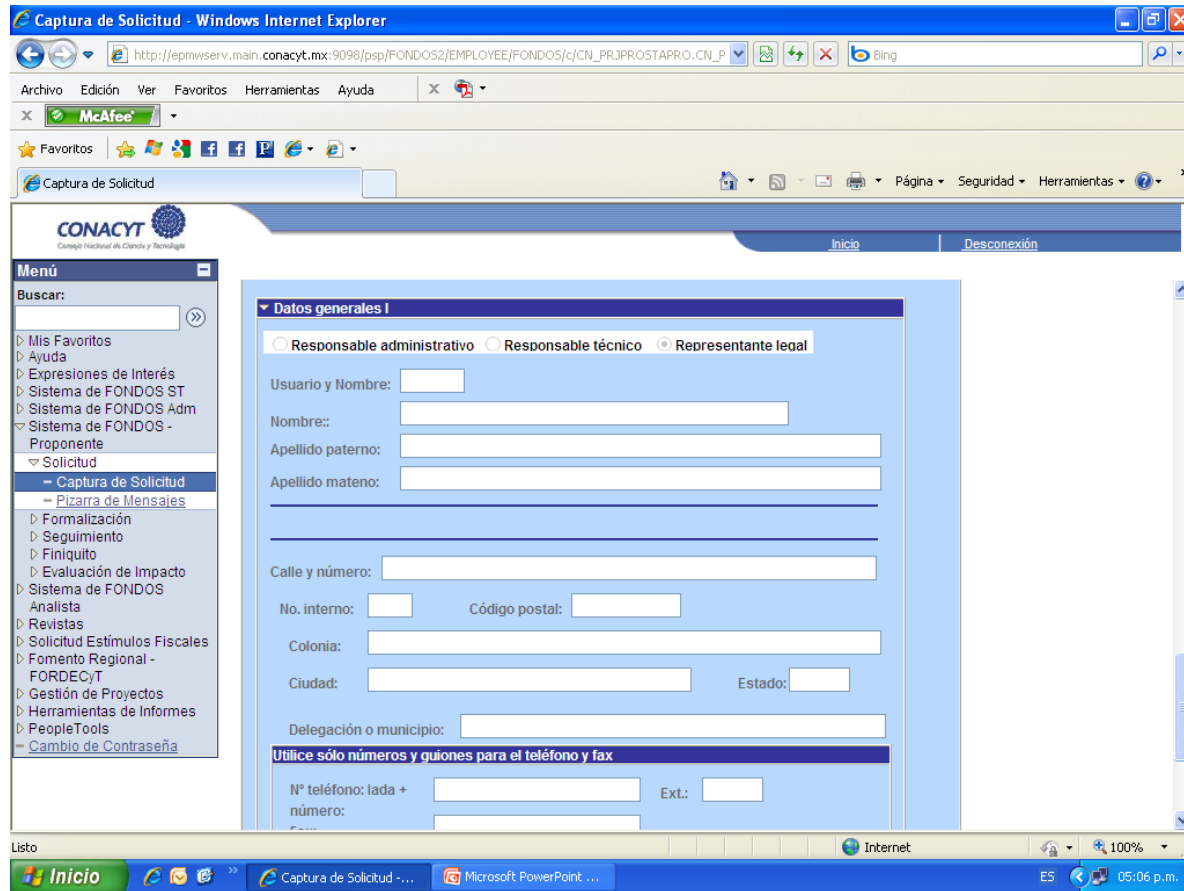 Captura de Solicitud - Windows Internet Explorer
http://epmwserv.main.conacyt.mx:9098/psp/FONDOS2/EMPLOYEE/FONDOS/c/CN_PRJPROSTAPRO.CN_P
Bing
Archivo Edición Ver Favoritos Herramientas Ayuda
McAfee
Favoritos
Captura de Solicitud
Página Seguridad Herramientas
CONACYT
Consejo Nacional de Ciencia y Tecnología
Inicio Desconexión
Menú
Buscar:
Mis Favoritos
Ayuda
Expresiones de Interés
Sistema de FONDOS ST
Sistema de FONDOS Adm
Sistema de FONDOS -
Proponente
Solicitud
Captura de Solicitud
Pizarra de Mensajes
Formalización
Seguimiento
Finiquito
Evaluación de Impacto
Sistema de FONDOS
Analista
Revistas
Solicitud Estímulos Fiscales
Fomento Regional -
FORDECyT
Gestión de Proyectos
Herramientas de Informes
PeopleTools
Cambio de Contraseña
Datos generales I
Responsable administrativo Responsable técnico Representante legal
Usuario y Nombre:
Nombre::
Apellido paterno:
Apellido mateno:
Calle y número:
No. interno: Código postal:
Colonia:
Ciudad: Estado:
Delegación o municipio:
Utilice sólo números y guiones para el teléfono y fax
N° teléfono: lada + Ext.:
número:
Listo Internet 100%
Inicio Captura de Solicitud -... Microsoft PowerPoint ... ES 05:06 p.m.